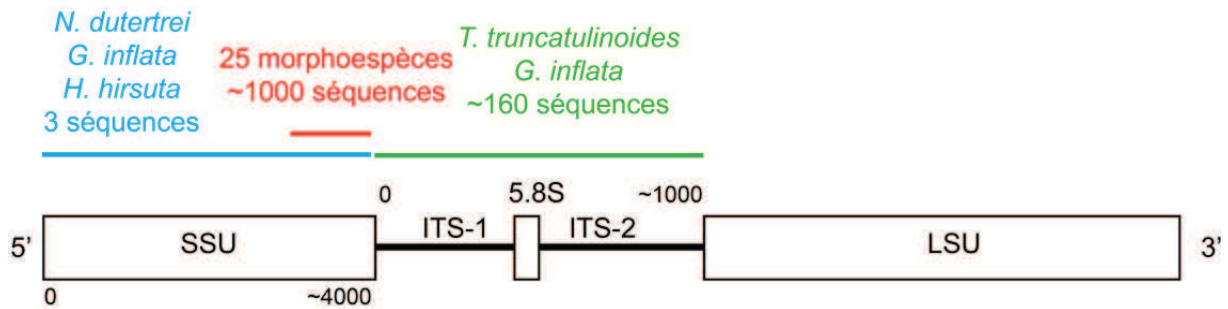 N. dutertrei
G. inflata
H. hirsuta
3 séquences
25 morphoespèces
~1000 séquences
T. truncatulinoides
G. inflata
~160 séquences
0
5.8S
~1000
ITS-1
ITS-2
5’
SSU
LSU
3’
0
~4000